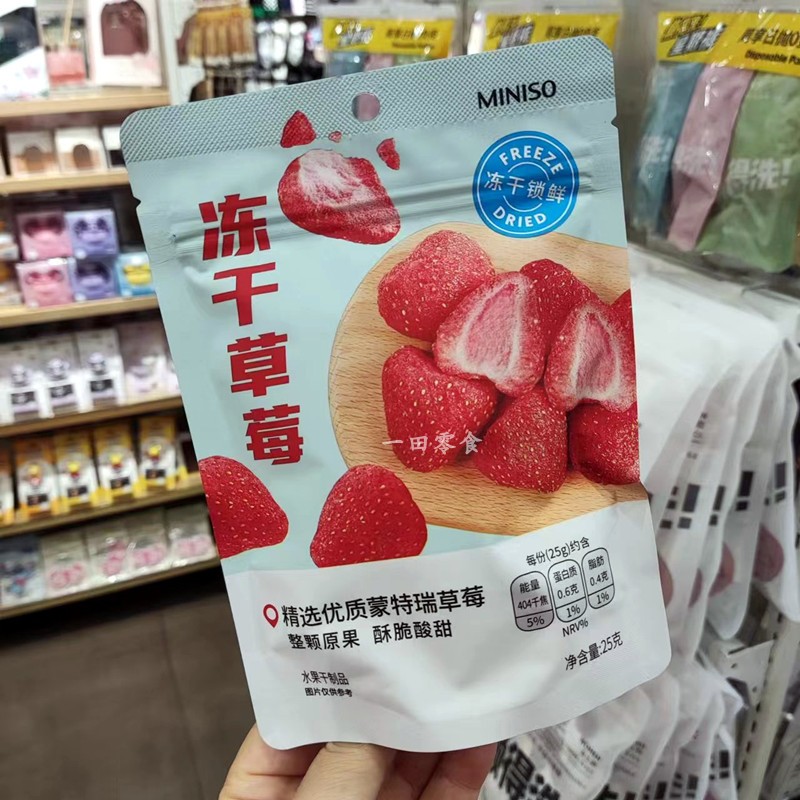 MINISO
FREEZE
冻干锁鲜
DRIED
冻干草莓
一田零食
精选优质蒙特瑞草莓
整颗原果 酥脆酸甜
水果干制品
图片仅供参考
每份(25g)约含
能量
404千焦
5%
蛋白质
0.6克
1%
脂肪
0.4克
1%
NRV%
净含量:25克
得洗!